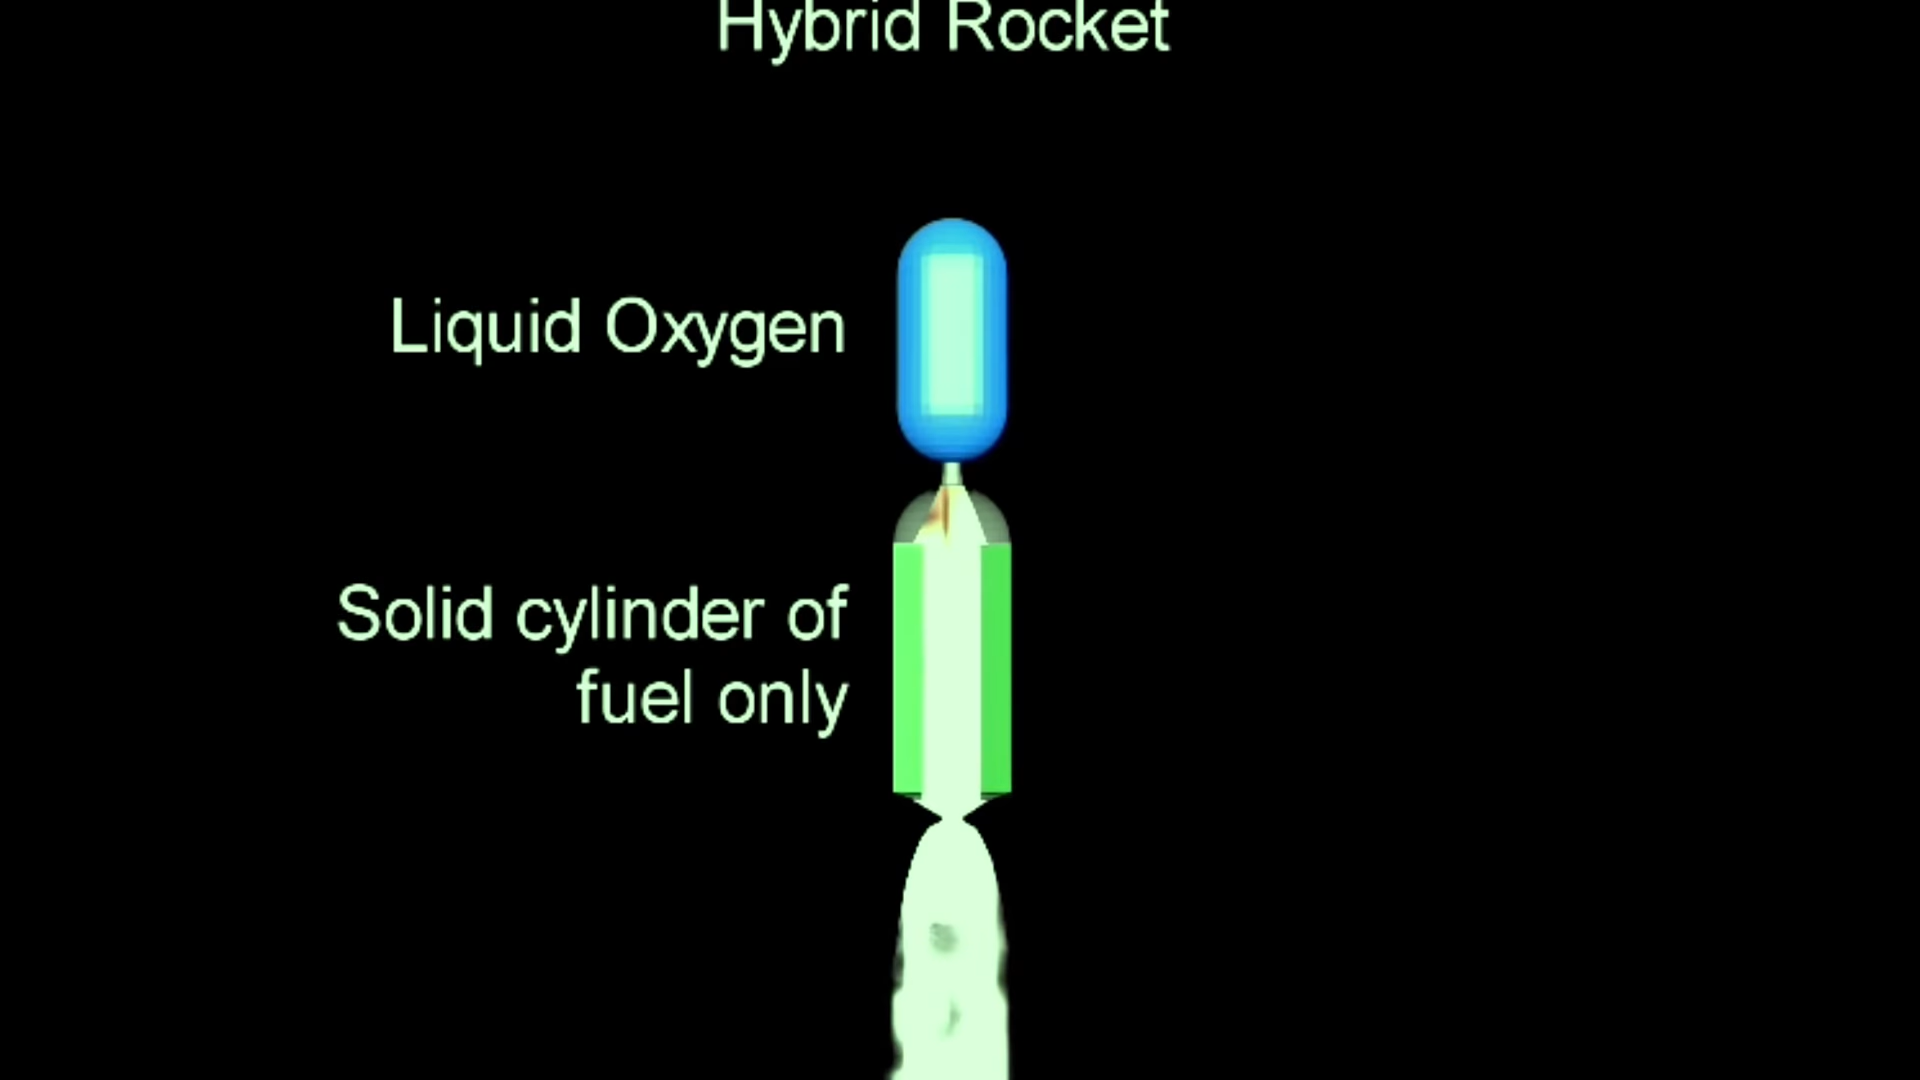 Hybrid Rocket
Liquid Oxygen
Solid cylinder of
fuel only